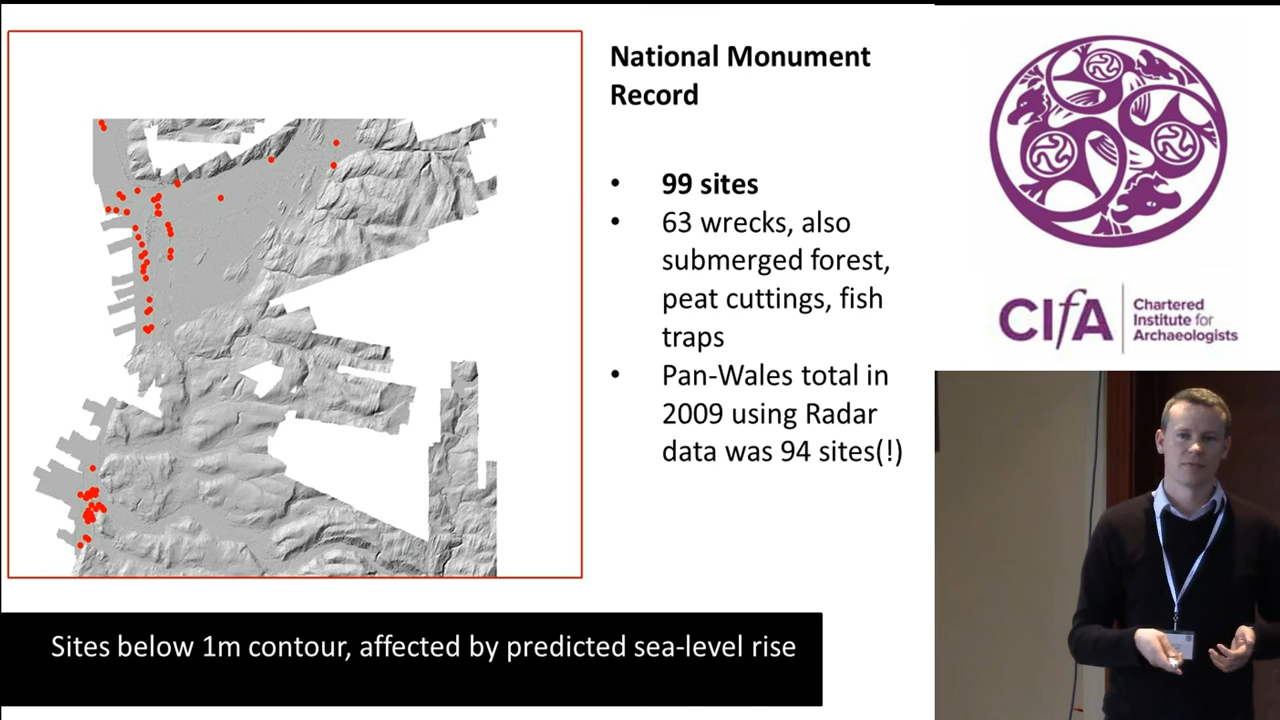 National Monument
Record
• 99 sites
• 63 wrecks, also
submerged forest,
peat cuttings, fish
traps
• Pan-Wales total in
2009 using Radar
data was 94 sites(!)
Sites below 1m contour, affected by predicted sea-level rise
CIfA
Chartered
Institute for
Archaeologists